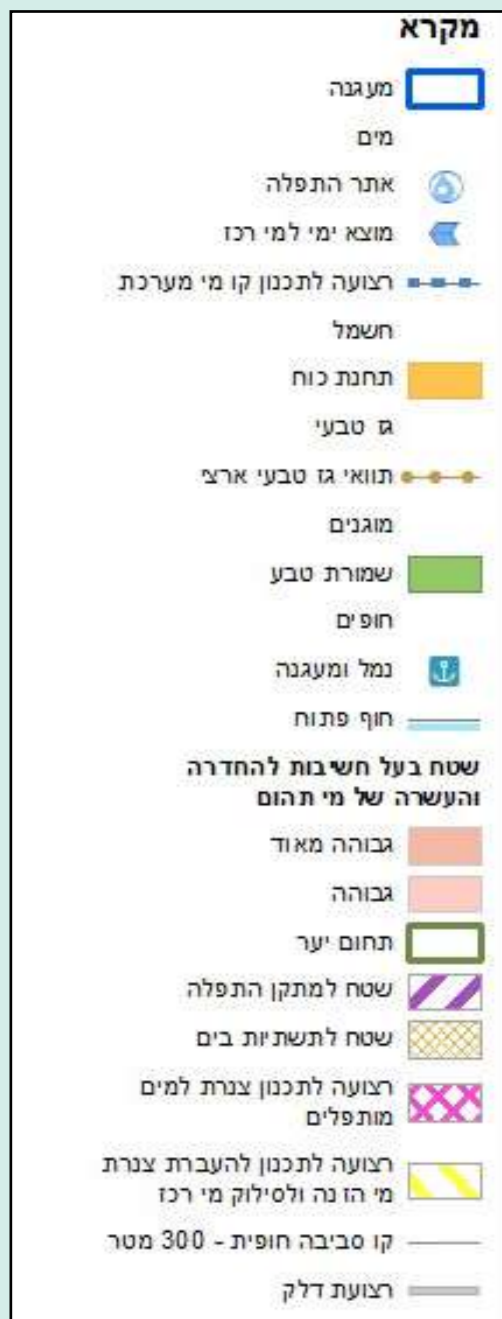 מקרא
מעגנה
מים
אתר התפלה
מוצא ימי למי רכז
רצועה לתכנון קו מי מערכת
חשמל
תחנת כוח
גז טבעי
תוואי גז טבעי ארצי
מוגנים
שמורת טבע
חופים
נמל ומעגנה
חוף פתוח
שטח בעל חשיבות להחדרה
והעשרה של מי תהום
גבוהה מאוד
גבוהה
תחום יער
שטח למתקן התפלה
שטח לתשתיות בים
רצועה לתכנון צנרת למים
מותפלים
רצועה לתכנון להעברת צנרת
מי הזנה ולסילוק מי רכז
קו סביבה חופית - 300 מטר
רצועת דלק